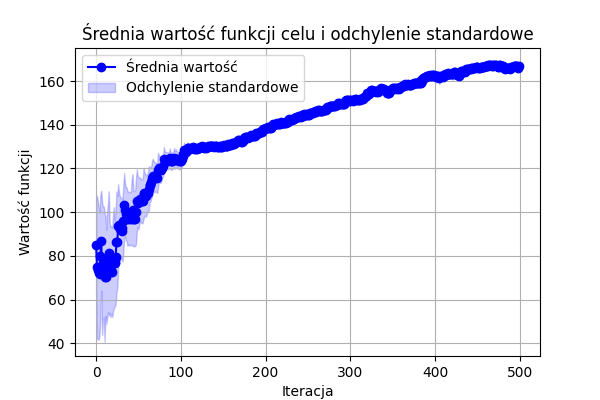 Średnia wartość funkcji celu i odchylenie standardowe
Średnia wartość
Odchylenie standardowe
Wartość funkcji
160
140
120
100
80
60
40
0 100 200 300 400 500
Iteracja